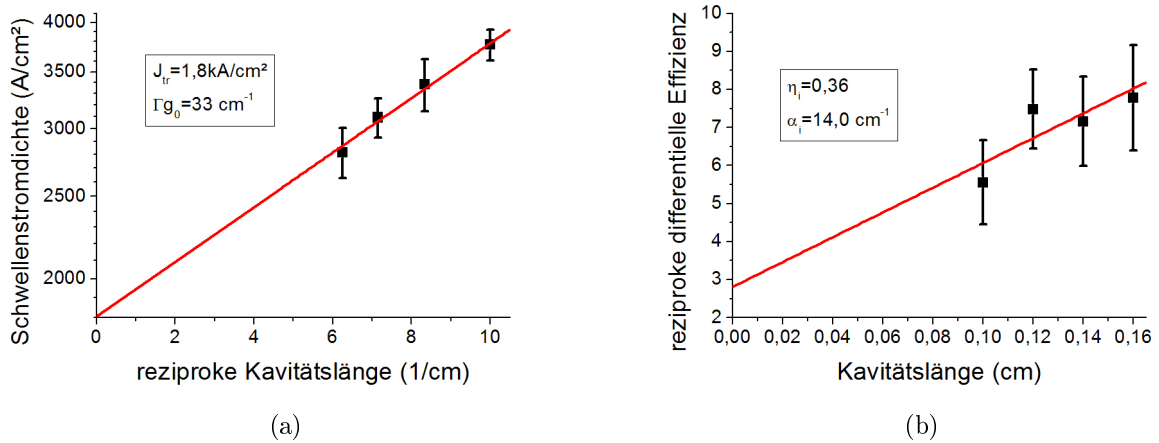 Schwellenstromdichte (A/cm²)
4000
3500
3000
2500
2000
J_tr=1,8kA/cm²
Γg₀=33 cm⁻¹
0 2 4 6 8 10
reziproke Kavitätslänge (1/cm)
(a)
reziproke differentielle Effizienz
10
9
8
7
6
5
4
3
2
η_i=0,36
α_i=14,0 cm⁻¹
0,00 0,02 0,04 0,06 0,08 0,10 0,12 0,14 0,16
Kavitätslänge (cm)
(b)